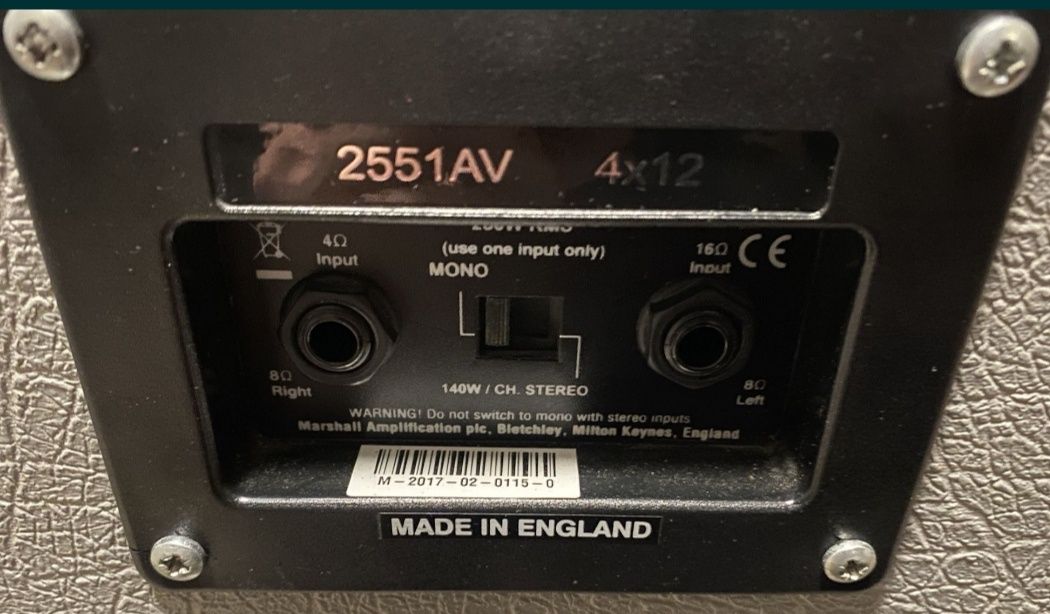 2551AV 4x12
4Ω
Input
(use one input only)
MONO
16Ω
Input
CE
8Ω
Right
140W / CH. STEREO
8Ω
Left
WARNING! Do not switch to mono with stereo inputs
Marshall Amplification plc, Bletchley, Milton Keynes, England
M-2017-02-0115-0
MADE IN ENGLAND